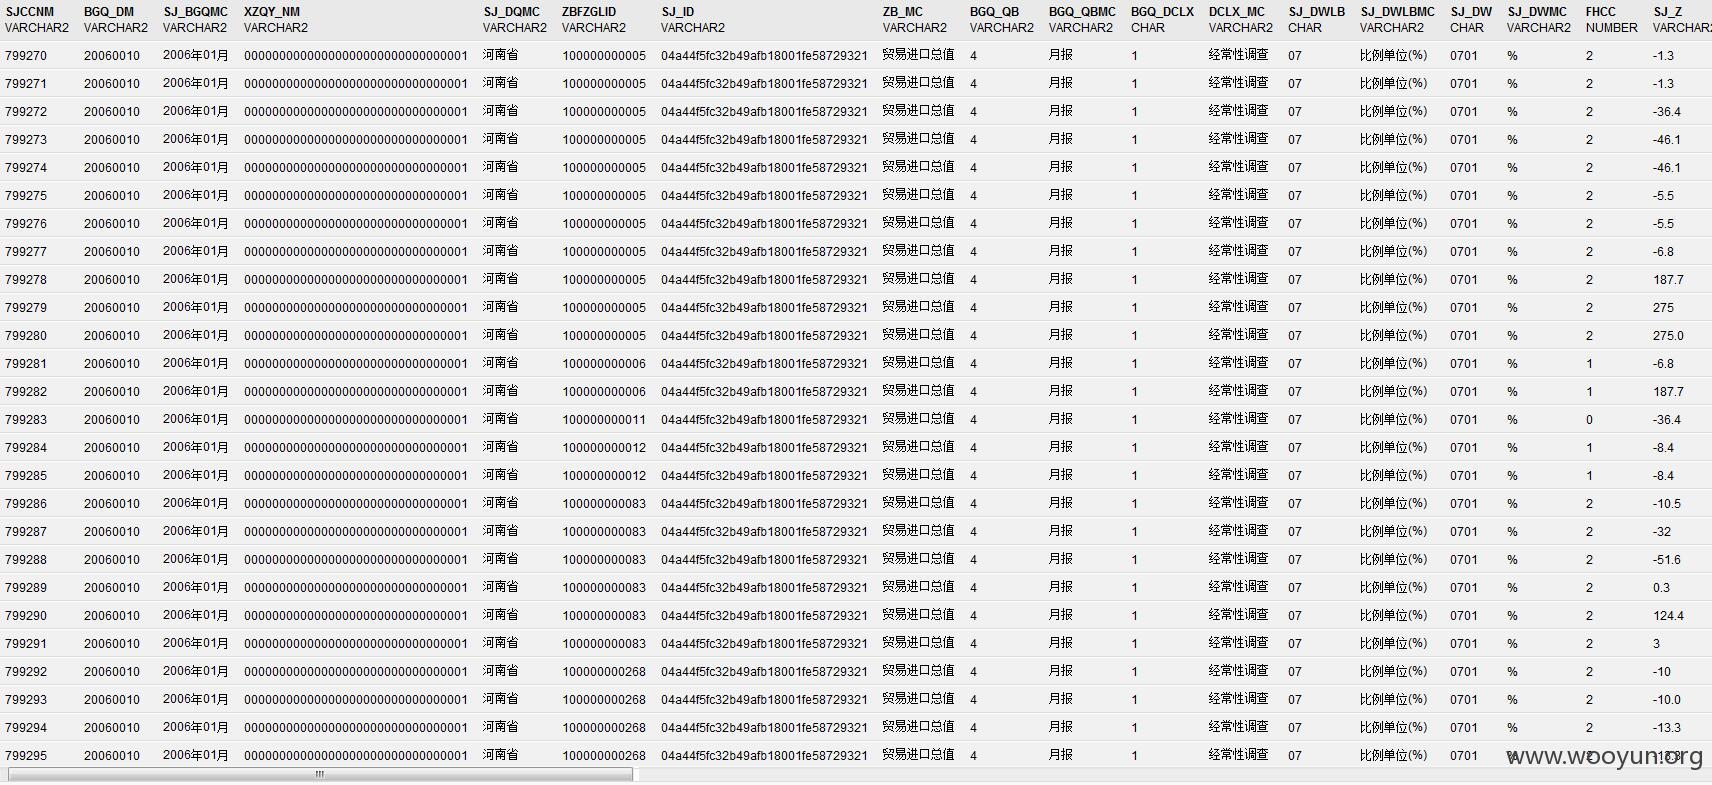 SJCCNM BGQ_DM SJ_BGQMC XZQY_NM SJ_DQMC ZBFZGLID SJ_ID ZB_MC BGQ_QB BGQ_QBMC BGQ_DCLX DCLX_MC SJ_DWLB SJ_DWLBMC SJ_DW SJ_DWMC FHCC SJ_Z
VARCHAR2 VARCHAR2 VARCHAR2 VARCHAR2 VARCHAR2 VARCHAR2 VARCHAR2 VARCHAR2 VARCHAR2 VARCHAR2 CHAR VARCHAR2 CHAR VARCHAR2 CHAR VARCHAR2 NUMBER VARCHAR2
799270 20060010 2006年01月 00000000000000000000000000000001 河南省 100000000005 04a44f5fc32b49afb18001fe58729321 贸易进口总值 4 月报 1 经常性调查 07 比例单位(%) 0701 % 2 -1.3
799271 20060010 2006年01月 00000000000000000000000000000001 河南省 100000000005 04a44f5fc32b49afb18001fe58729321 贸易进口总值 4 月报 1 经常性调查 07 比例单位(%) 0701 % 2 -1.3
799272 20060010 2006年01月 00000000000000000000000000000001 河南省 100000000005 04a44f5fc32b49afb18001fe58729321 贸易进口总值 4 月报 1 经常性调查 07 比例单位(%) 0701 % 2 -36.4
799273 20060010 2006年01月 00000000000000000000000000000001 河南省 100000000005 04a44f5fc32b49afb18001fe58729321 贸易进口总值 4 月报 1 经常性调查 07 比例单位(%) 0701 % 2 -46.1
799274 20060010 2006年01月 00000000000000000000000000000001 河南省 100000000005 04a44f5fc32b49afb18001fe58729321 贸易进口总值 4 月报 1 经常性调查 07 比例单位(%) 0701 % 2 -46.1
799275 20060010 2006年01月 00000000000000000000000000000001 河南省 100000000005 04a44f5fc32b49afb18001fe58729321 贸易进口总值 4 月报 1 经常性调查 07 比例单位(%) 0701 % 2 -5.5
799276 20060010 2006年01月 00000000000000000000000000000001 河南省 100000000005 04a44f5fc32b49afb18001fe58729321 贸易进口总值 4 月报 1 经常性调查 07 比例单位(%) 0701 % 2 -5.5
799277 20060010 2006年01月 00000000000000000000000000000001 河南省 100000000005 04a44f5fc32b49afb18001fe58729321 贸易进口总值 4 月报 1 经常性调查 07 比例单位(%) 0701 % 2 -6.8
799278 20060010 2006年01月 00000000000000000000000000000001 河南省 100000000005 04a44f5fc32b49afb18001fe58729321 贸易进口总值 4 月报 1 经常性调查 07 比例单位(%) 0701 % 2 187.7
799279 20060010 2006年01月 00000000000000000000000000000001 河南省 100000000005 04a44f5fc32b49afb18001fe58729321 贸易进口总值 4 月报 1 经常性调查 07 比例单位(%) 0701 % 2 275
799280 20060010 2006年01月 00000000000000000000000000000001 河南省 100000000005 04a44f5fc32b49afb18001fe58729321 贸易进口总值 4 月报 1 经常性调查 07 比例单位(%) 0701 % 2 275.0
799281 20060010 2006年01月 00000000000000000000000000000001 河南省 100000000006 04a44f5fc32b49afb18001fe58729321 贸易进口总值 4 月报 1 经常性调查 07 比例单位(%) 0701 % 1 -6.8
799282 20060010 2006年01月 00000000000000000000000000000001 河南省 100000000006 04a44f5fc32b49afb18001fe58729321 贸易进口总值 4 月报 1 经常性调查 07 比例单位(%) 0701 % 1 187.7
799283 20060010 2006年01月 00000000000000000000000000000001 河南省 100000000011 04a44f5fc32b49afb18001fe58729321 贸易进口总值 4 月报 1 经常性调查 07 比例单位(%) 0701 % 0 -36.4
799284 20060010 2006年01月 00000000000000000000000000000001 河南省 100000000012 04a44f5fc32b49afb18001fe58729321 贸易进口总值 4 月报 1 经常性调查 07 比例单位(%) 0701 % 1 -8.4
799285 20060010 2006年01月 00000000000000000000000000000001 河南省 100000000012 04a44f5fc32b49afb18001fe58729321 贸易进口总值 4 月报 1 经常性调查 07 比例单位(%) 0701 % 1 -8.4
799286 20060010 2006年01月 00000000000000000000000000000001 河南省 100000000083 04a44f5fc32b49afb18001fe58729321 贸易进口总值 4 月报 1 经常性调查 07 比例单位(%) 0701 % 2 -10.5
799287 20060010 2006年01月 00000000000000000000000000000001 河南省 100000000083 04a44f5fc32b49afb18001fe58729321 贸易进口总值 4 月报 1 经常性调查 07 比例单位(%) 0701 % 2 -32
799288 20060010 2006年01月 00000000000000000000000000000001 河南省 100000000083 04a44f5fc32b49afb18001fe58729321 贸易进口总值 4 月报 1 经常性调查 07 比例单位(%) 0701 % 2 -51.6
799289 20060010 2006年01月 00000000000000000000000000000001 河南省 100000000083 04a44f5fc32b49afb18001fe58729321 贸易进口总值 4 月报 1 经常性调查 07 比例单位(%) 0701 % 2 0.3
799290 20060010 2006年01月 00000000000000000000000000000001 河南省 100000000083 04a44f5fc32b49afb18001fe58729321 贸易进口总值 4 月报 1 经常性调查 07 比例单位(%) 0701 % 2 124.4
799291 20060010 2006年01月 00000000000000000000000000000001 河南省 100000000083 04a44f5fc32b49afb18001fe58729321 贸易进口总值 4 月报 1 经常性调查 07 比例单位(%) 0701 % 2 3
799292 20060010 2006年01月 00000000000000000000000000000001 河南省 100000000268 04a44f5fc32b49afb18001fe58729321 贸易进口总值 4 月报 1 经常性调查 07 比例单位(%) 0701 % 2 -10
799293 20060010 2006年01月 00000000000000000000000000000001 河南省 100000000268 04a44f5fc32b49afb18001fe58729321 贸易进口总值 4 月报 1 经常性调查 07 比例单位(%) 0701 % 2 -10.0
799294 20060010 2006年01月 00000000000000000000000000000001 河南省 100000000268 04a44f5fc32b49afb18001fe58729321 贸易进口总值 4 月报 1 经常性调查 07 比例单位(%) 0701 % 2 -13.3
799295 20060010 2006年01月 00000000000000000000000000000001 河南省 100000000268 04a44f5fc32b49afb18001fe58729321 贸易进口总值 4 月报 1 经常性调查 07 比例单位(%) 0701 % 2
www.wooyun.org